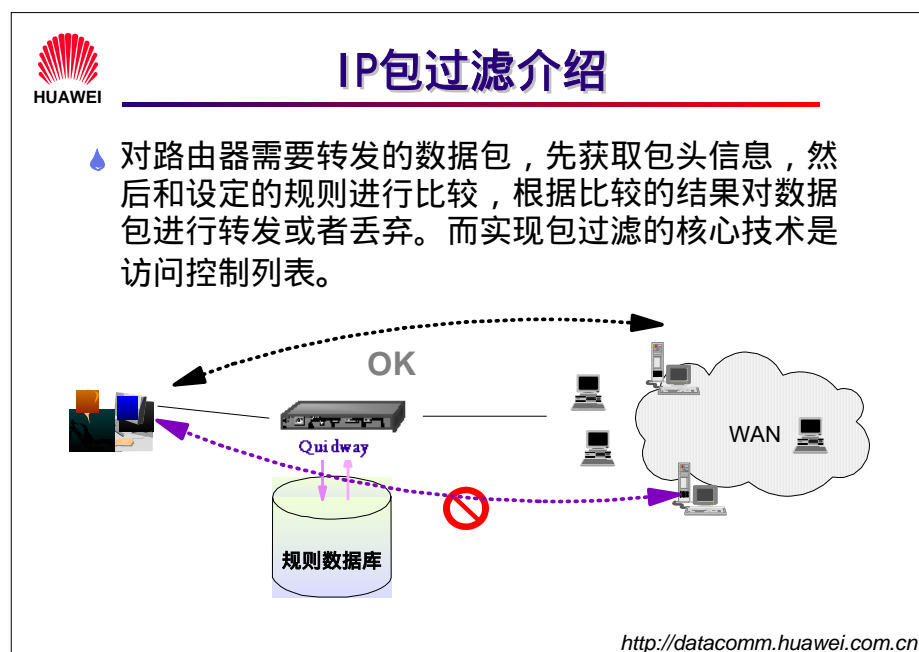 HUAWEI
IP包过滤介绍
对路由器需要转发的数据包，先获取包头信息，然
后和设定的规则进行比较，根据比较的结果对数据
包进行转发或者丢弃。而实现包过滤的核心技术是
访问控制列表。
OK
WAN
Quidway
规则数据库
http://datacomm.huawei.com.cn